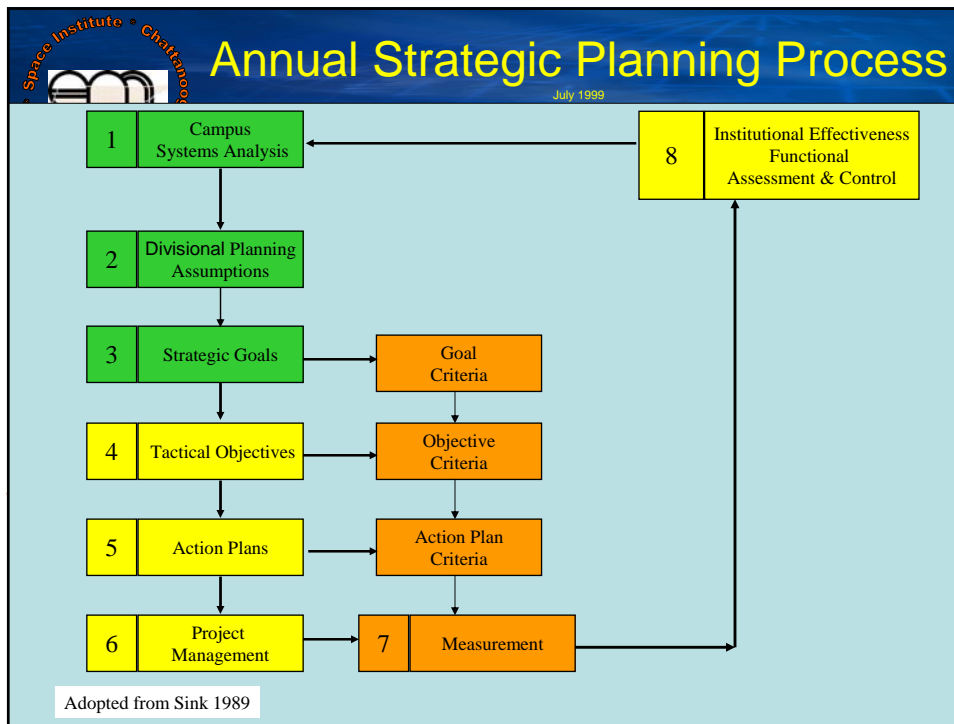 Space Institute * Chattanoog
Annual Strategic Planning Process
July 1999
1
Campus
Systems Analysis
8
Institutional Effectiveness
Functional
Assessment & Control
2
Divisional Planning
Assumptions
3
Strategic Goals
Goal
Criteria
4
Tactical Objectives
Objective
Criteria
5
Action Plans
Action Plan
Criteria
6
Project
Management
7
Measurement
Adopted from Sink 1989